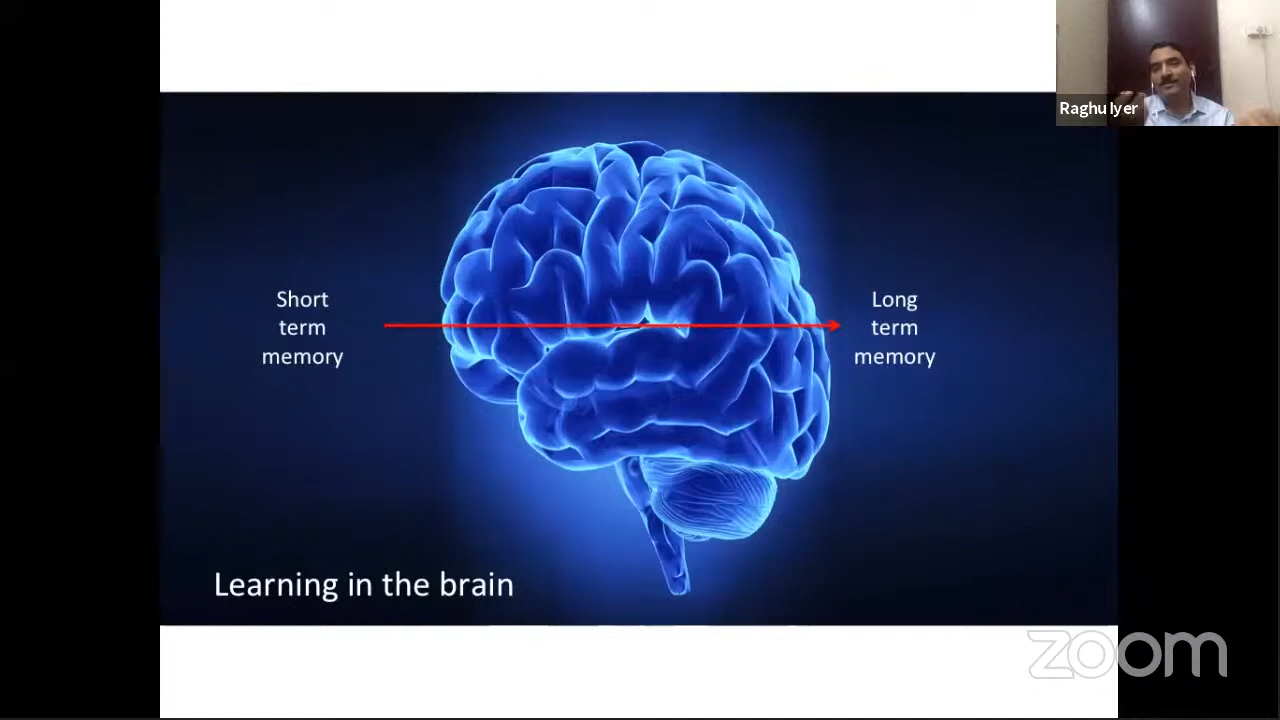 Raghu Iyer
Short
term
memory
Long
term
memory
Learning in the brain
zoom